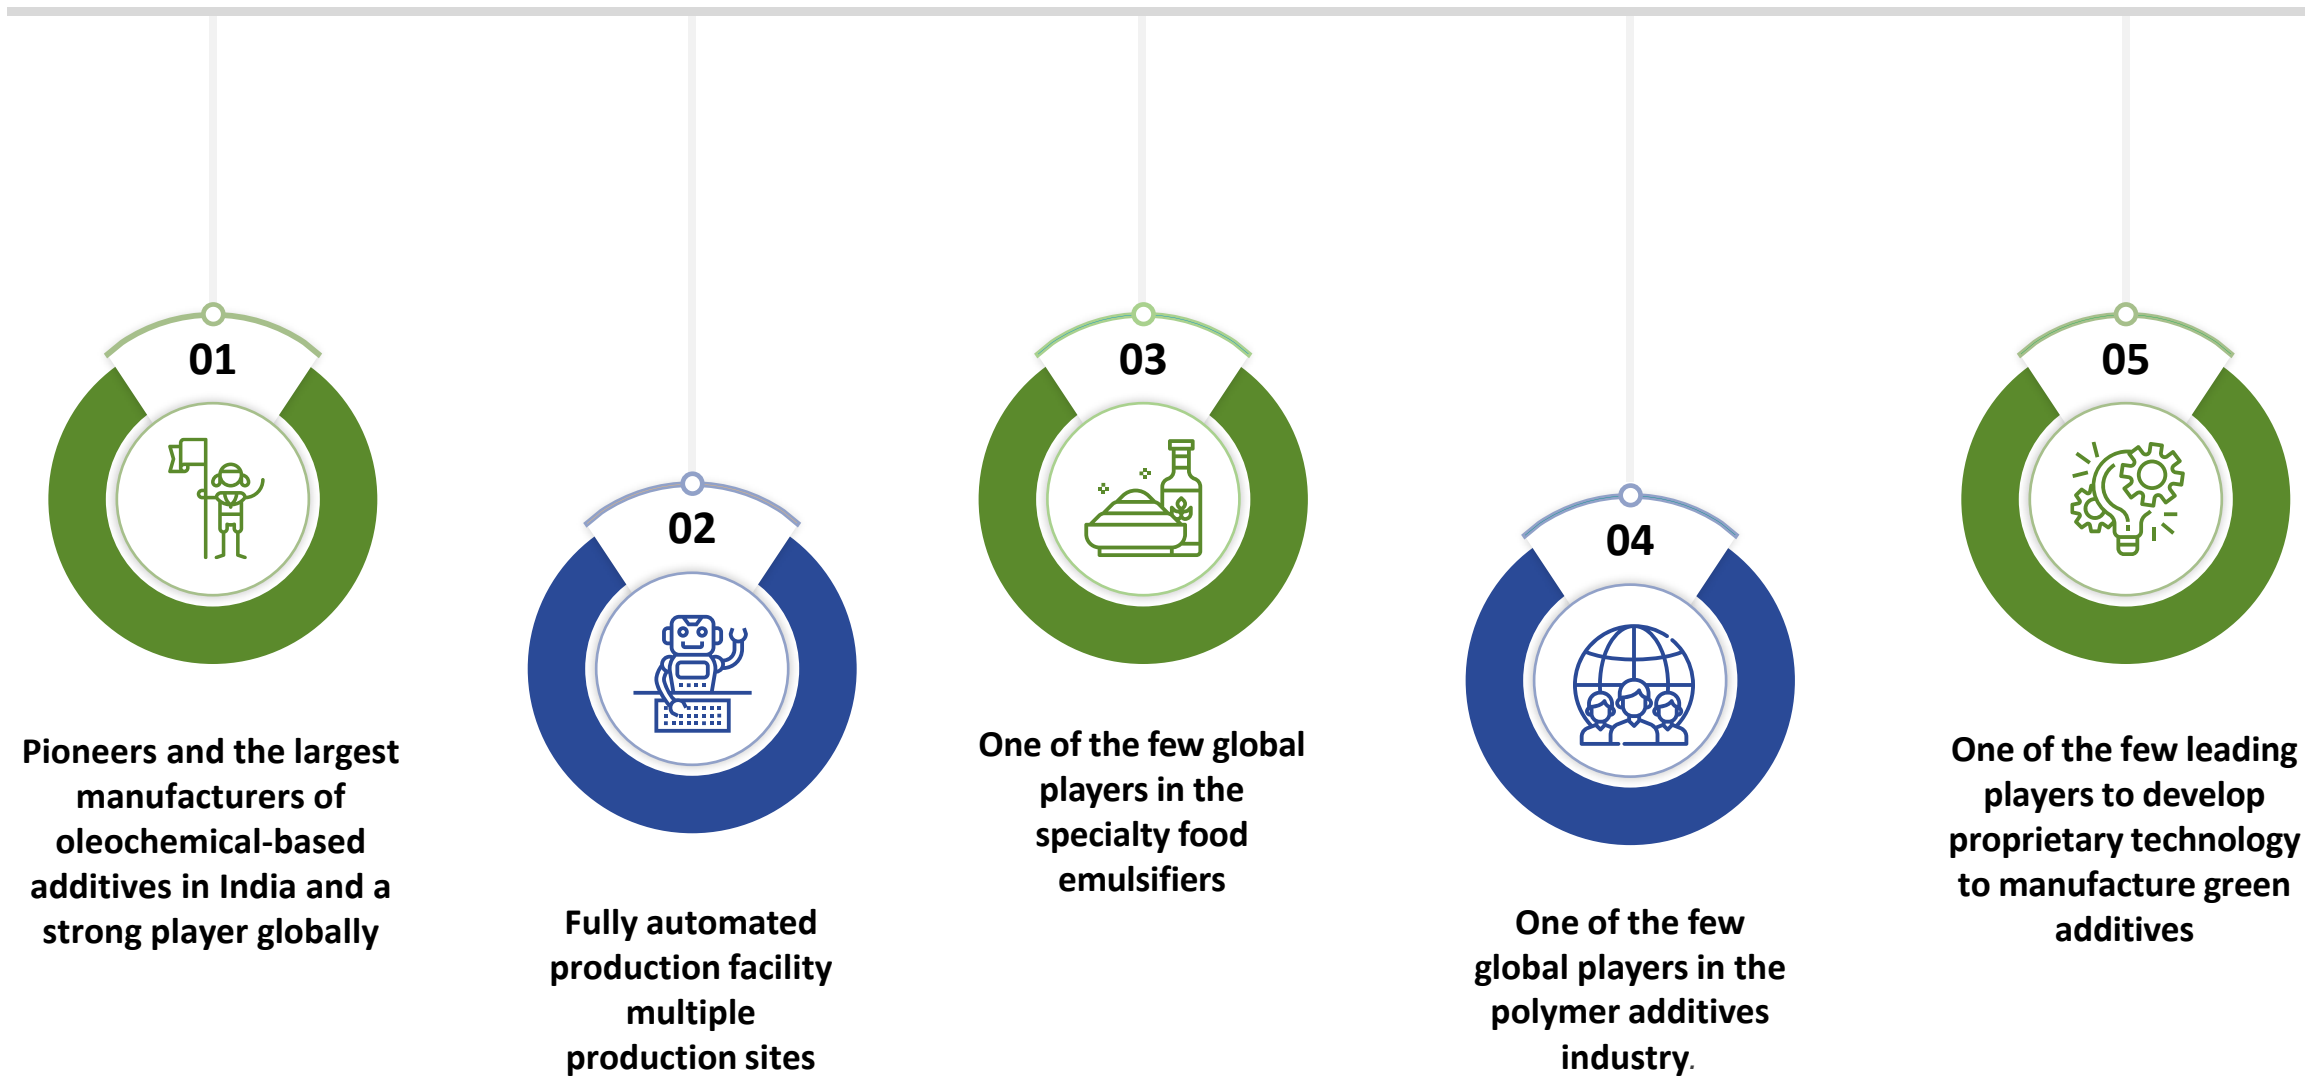 01
Pioneers and the largest
manufacturers of
oleochemical-based
additives in India and a
strong player globally
02
Fully automated
production facility
multiple
production sites
03
One of the few global
players in the
specialty food
emulsifiers
04
One of the few
global players in the
polymer additives
industry.
05
One of the few leading
players to develop
proprietary technology
to manufacture green
additives